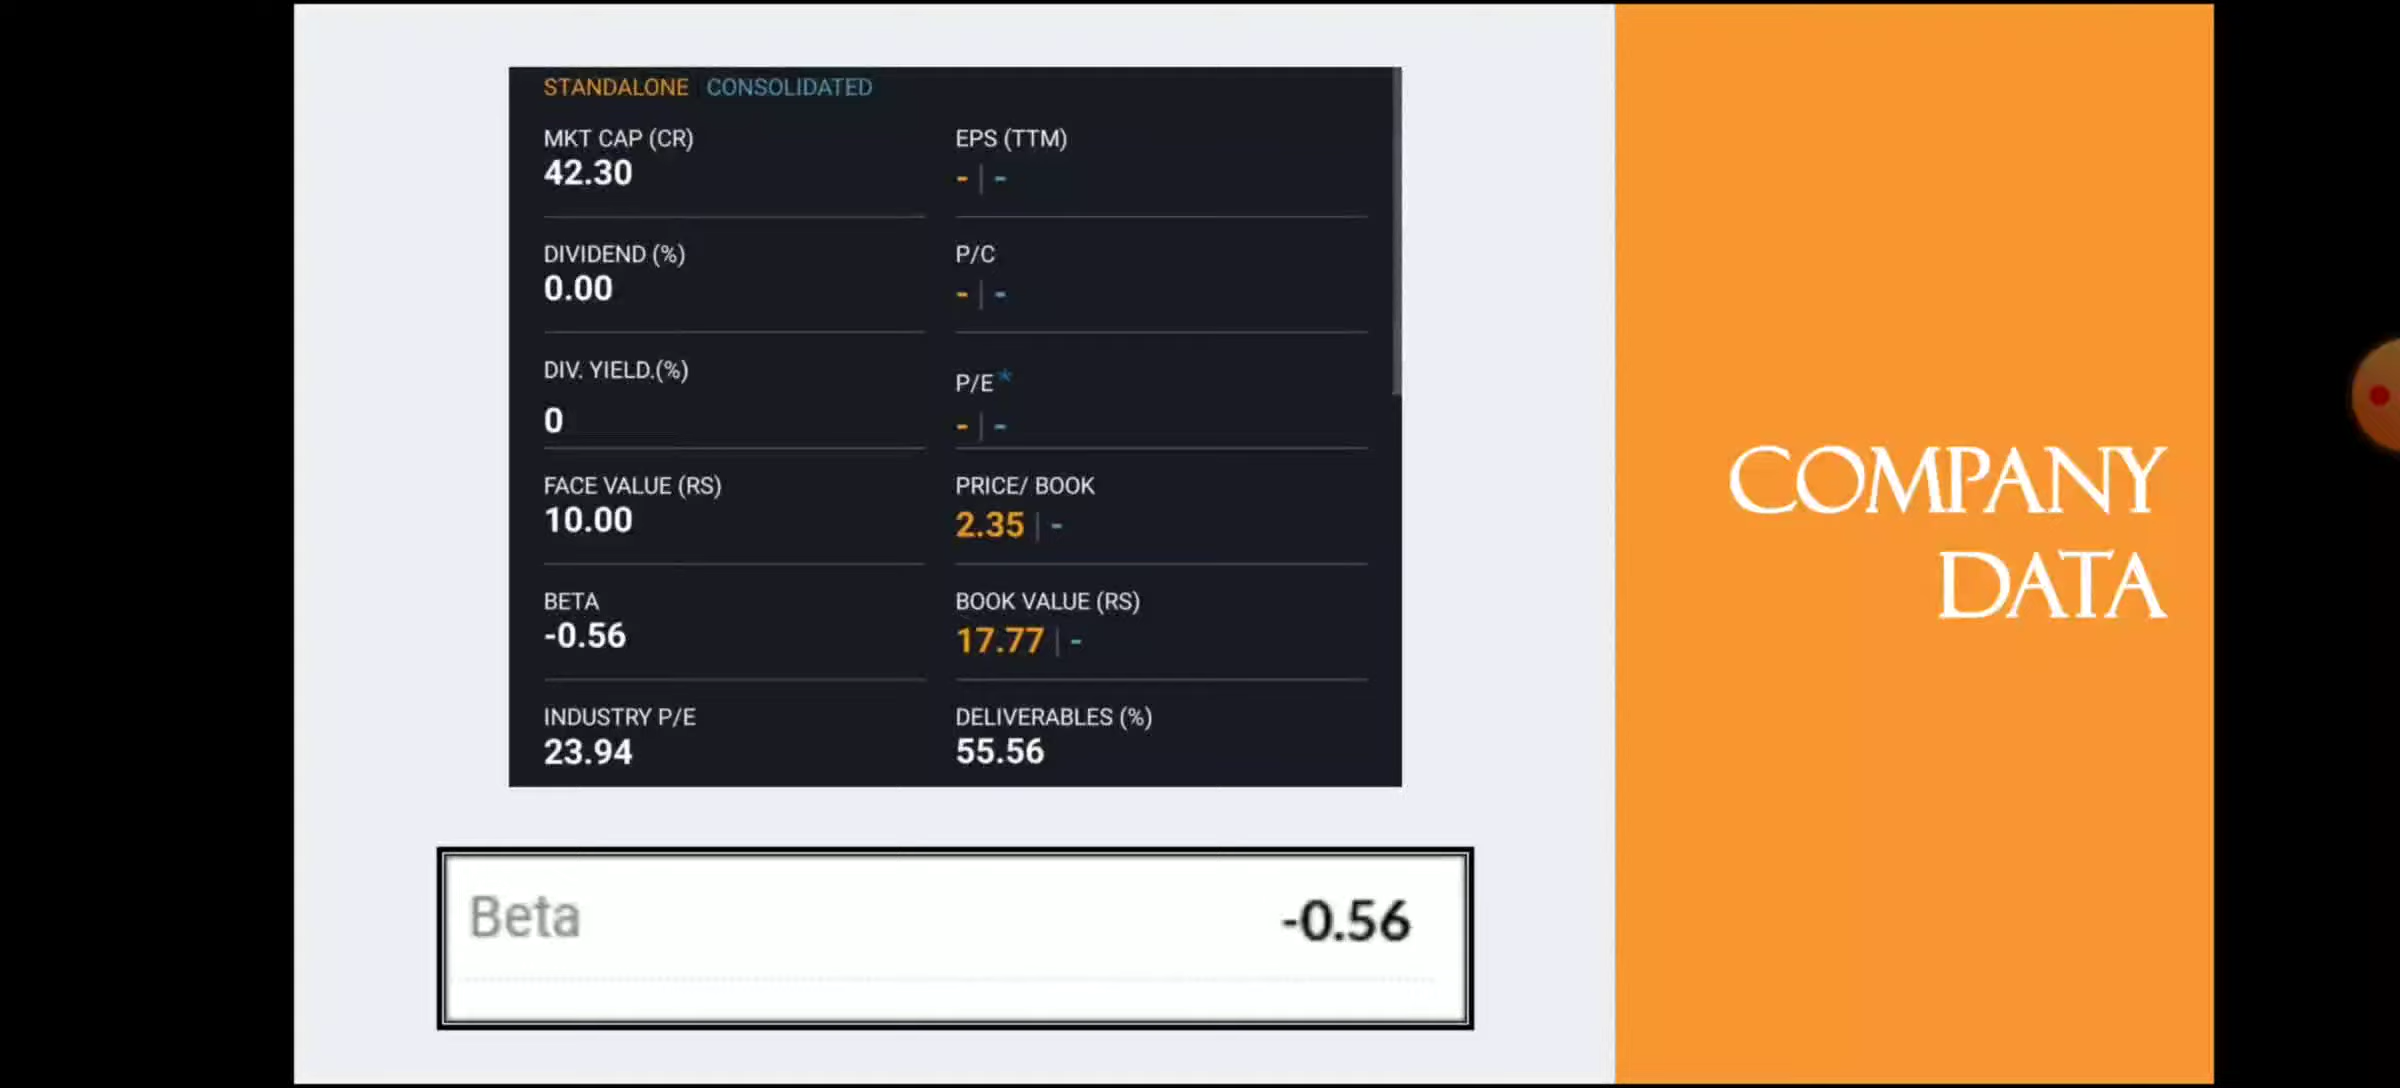 STANDALONE CONSOLIDATED
MKT CAP (CR)
42.30
EPS (TTM)
- | -
DIVIDEND (%)
0.00
P/C
- | -
DIV. YIELD.(%)
0
P/E*
- | -
FACE VALUE (RS)
10.00
PRICE/ BOOK
2.35 | -
BETA
-0.56
BOOK VALUE (RS)
17.77 | -
INDUSTRY P/E
23.94
DELIVERABLES (%)
55.56
Beta -0.56
COMPANY
DATA